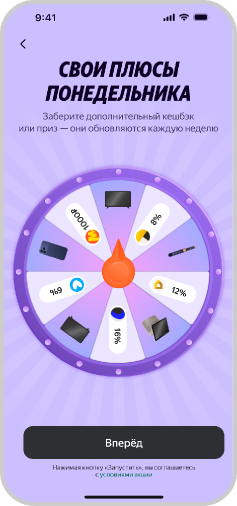 9:41
СВОИ ПЛЮСЫ
ПОНЕДЕЛЬНИКА
Заберите дополнительный кешбэк
или приз — они обновляются каждую неделю
1000₽
8%
12%
16%
6%
Вперёд
Нажимая кнопку «Запустить», вы соглашаетесь
с условиями акции